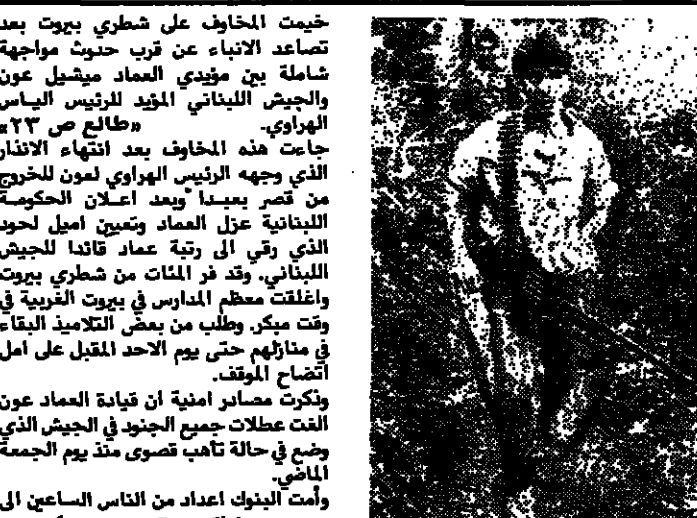 خيمت المخاوف على شطري بيروت بعد
تصاعد الانباء عن قرب حدوث مواجهة
شاملة بين مؤيدي العماد ميشيل عون
والجيش اللبناني المؤيد للرئيس الياس
الهراوي. «طالع ص ٢٣»
جاءت هذه المخاوف بعد انتهاء الانذار
الذي وجهه الرئيس الهراوي لعون للخروج
من قصر بعبدا وبعد اعلان الحكومة
اللبنانية عزل العماد وتعيين اميل لحود
الذي رقي الى رتبة عماد قائدا للجيش
اللبناني. وقد فر المئات من شطري بيروت
واغلقت معظم المدارس في بيروت الغربية في
وقت مبكر. وطلب من بعض التلاميذ البقاء
في منازلهم حتى يوم الاحد المقبل على امل
اتضاح الموقف.
وذكرت مصادر امنية ان قيادة العماد عون
الغت عطلات جميع الجنود في الجيش الذي
وضع في حالة تأهب قصوى منذ يوم الجمعة
الماضي.
وأمت البنوك اعداد من الناس الساعين الى